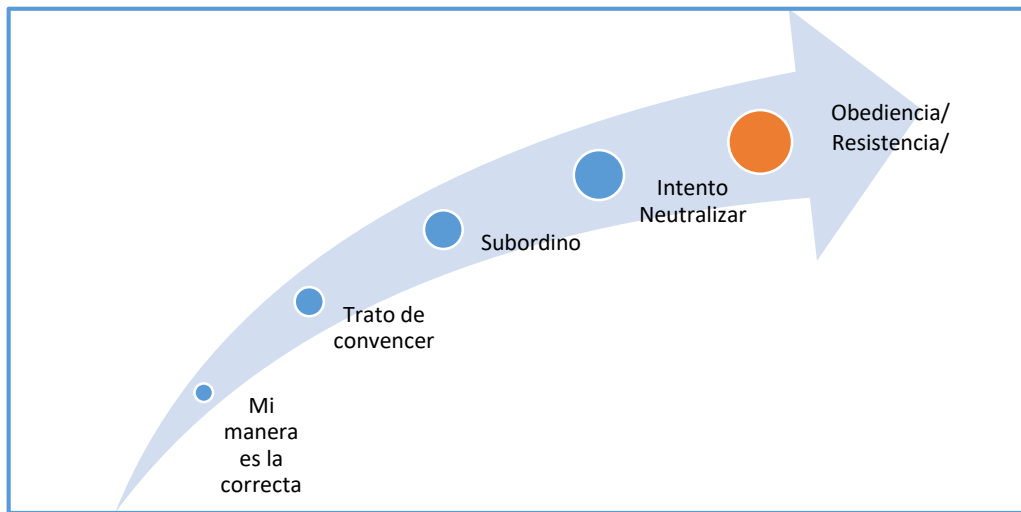 Mi
manera
es la
correcta
Trato de
convencer
Subordino
Intento
Neutralizar
Obediencia/
Resistencia/